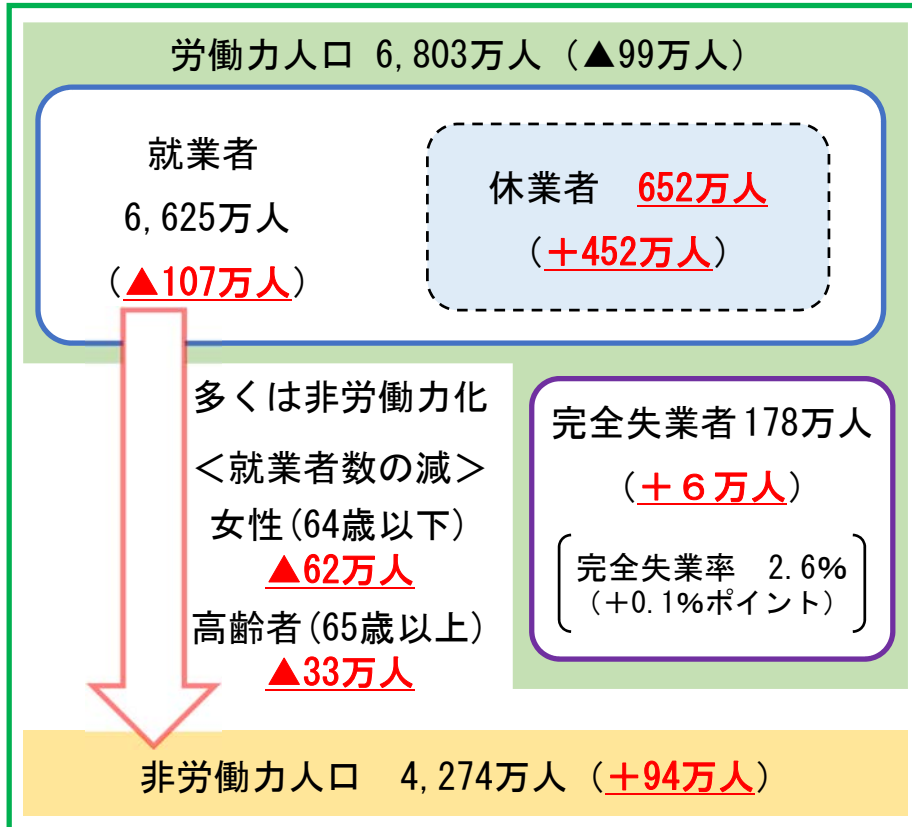 労働力人口 6,803万人（▲99万人）
就業者
6,625万人
（▲107万人）
休業者 652万人
（＋452万人）
多くは非労働力化
＜就業者数の減＞
女性(64歳以下)
▲62万人
高齢者(65歳以上)
▲33万人
完全失業者178万人
（＋６万人）
完全失業率 2.6%
（＋0.1%ポイント）
非労働力人口 4,274万人（＋94万人）